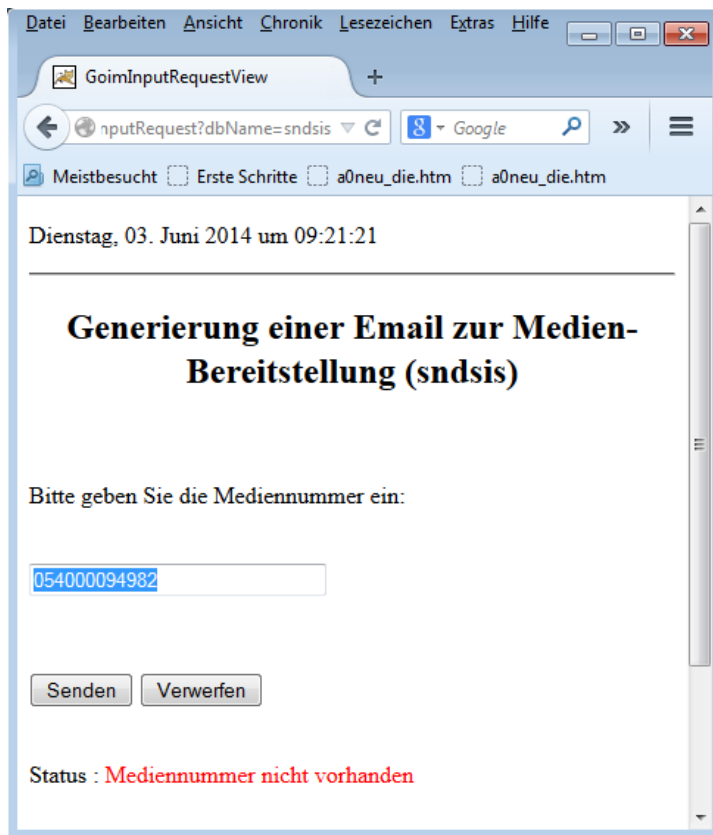 Datei Bearbeiten Ansicht Chronik Lesezeichen Extras Hilfe
GoimInputRequestView
nputRequest?dbName=sndsis Google
Meistbesucht Erste Schritte a0neu_die.htm a0neu_die.htm
Dienstag, 03. Juni 2014 um 09:21:21
Generierung einer Email zur Medien-
Bereitstellung (sndsis)
Bitte geben Sie die Mediennummer ein:
054000094982
Senden Verwerfen
Status : Mediennummer nicht vorhanden